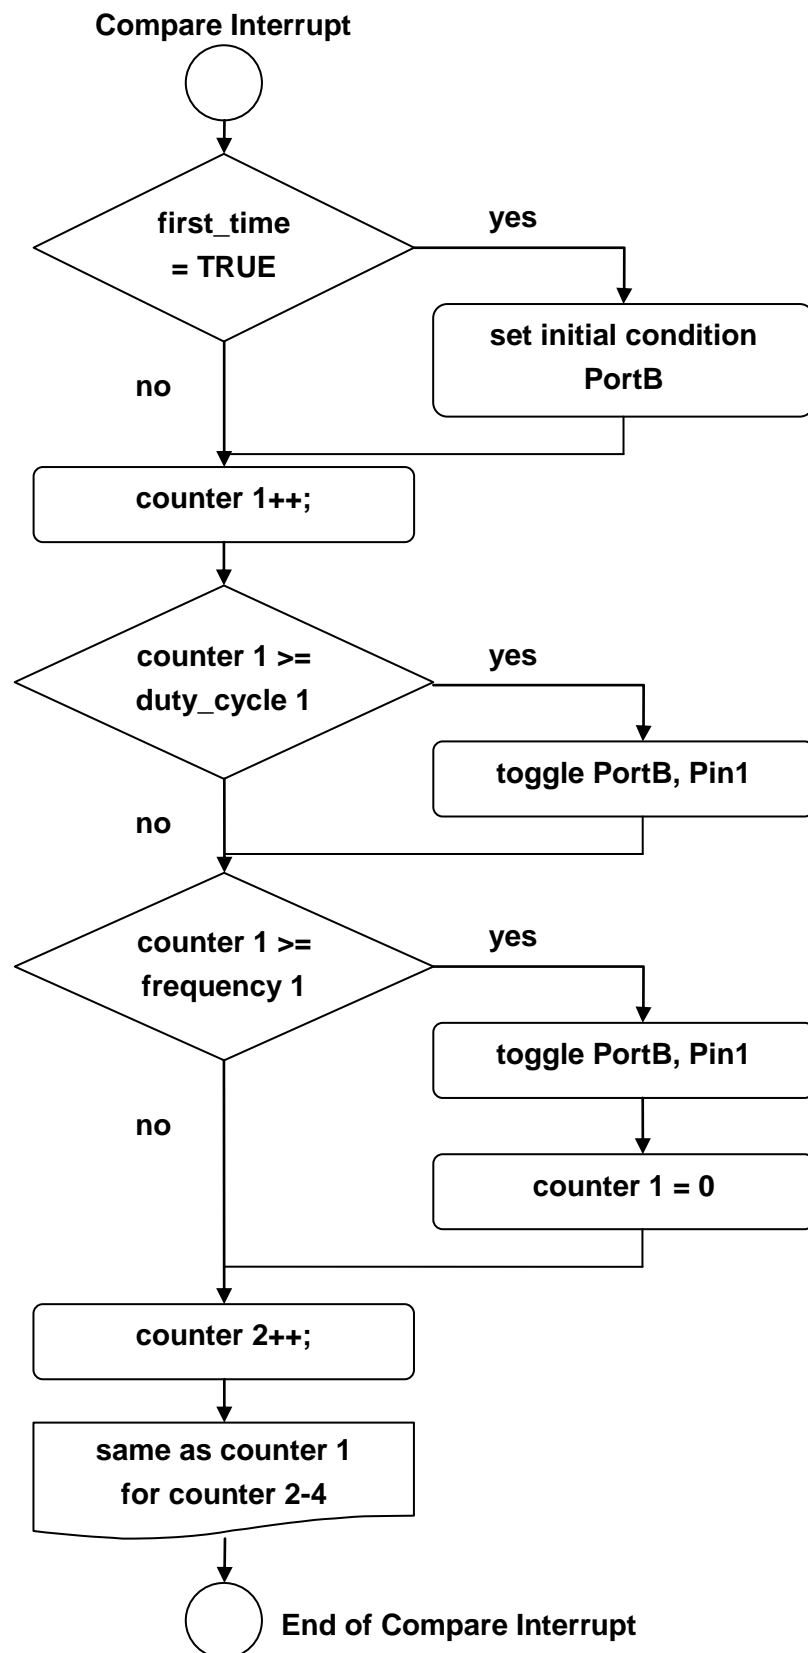 Compare Interrupt
first_time
= TRUE
yes
set initial condition
PortB
no
counter 1++;
counter 1 >=
duty_cycle 1
yes
toggle PortB, Pin1
no
counter 1 >=
frequency 1
yes
toggle PortB, Pin1
no
counter 1 = 0
counter 2++;
same as counter 1
for counter 2-4
End of Compare Interrupt